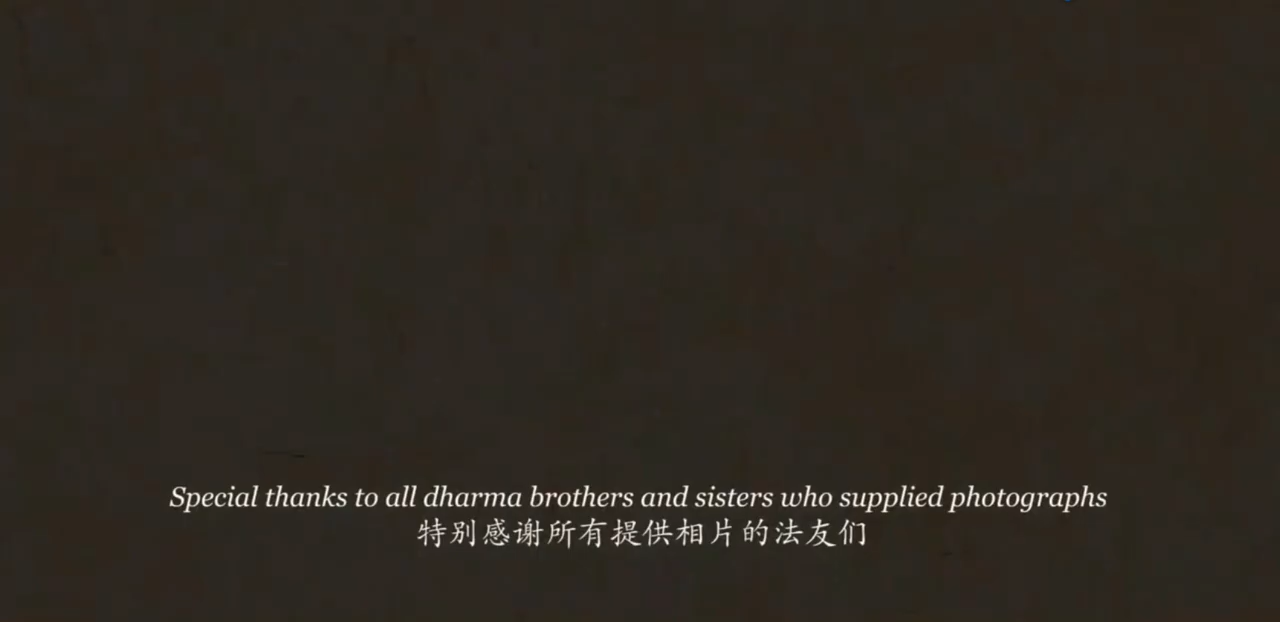 Special thanks to all dharma brothers and sisters who supplied photographs
特别感谢所有提供相片的法友们